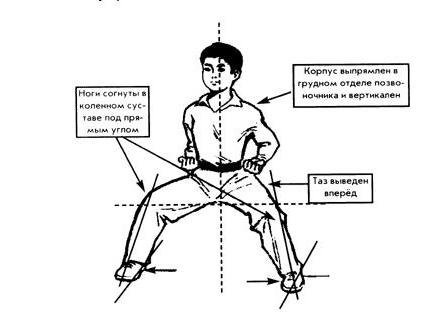 Корпус выпрямлен в
грудном отделе позво-
ночника и вертикален
Ноги согнуты в
коленном сус-
таве под пря-
мым углом
Таз выведен
вперёд